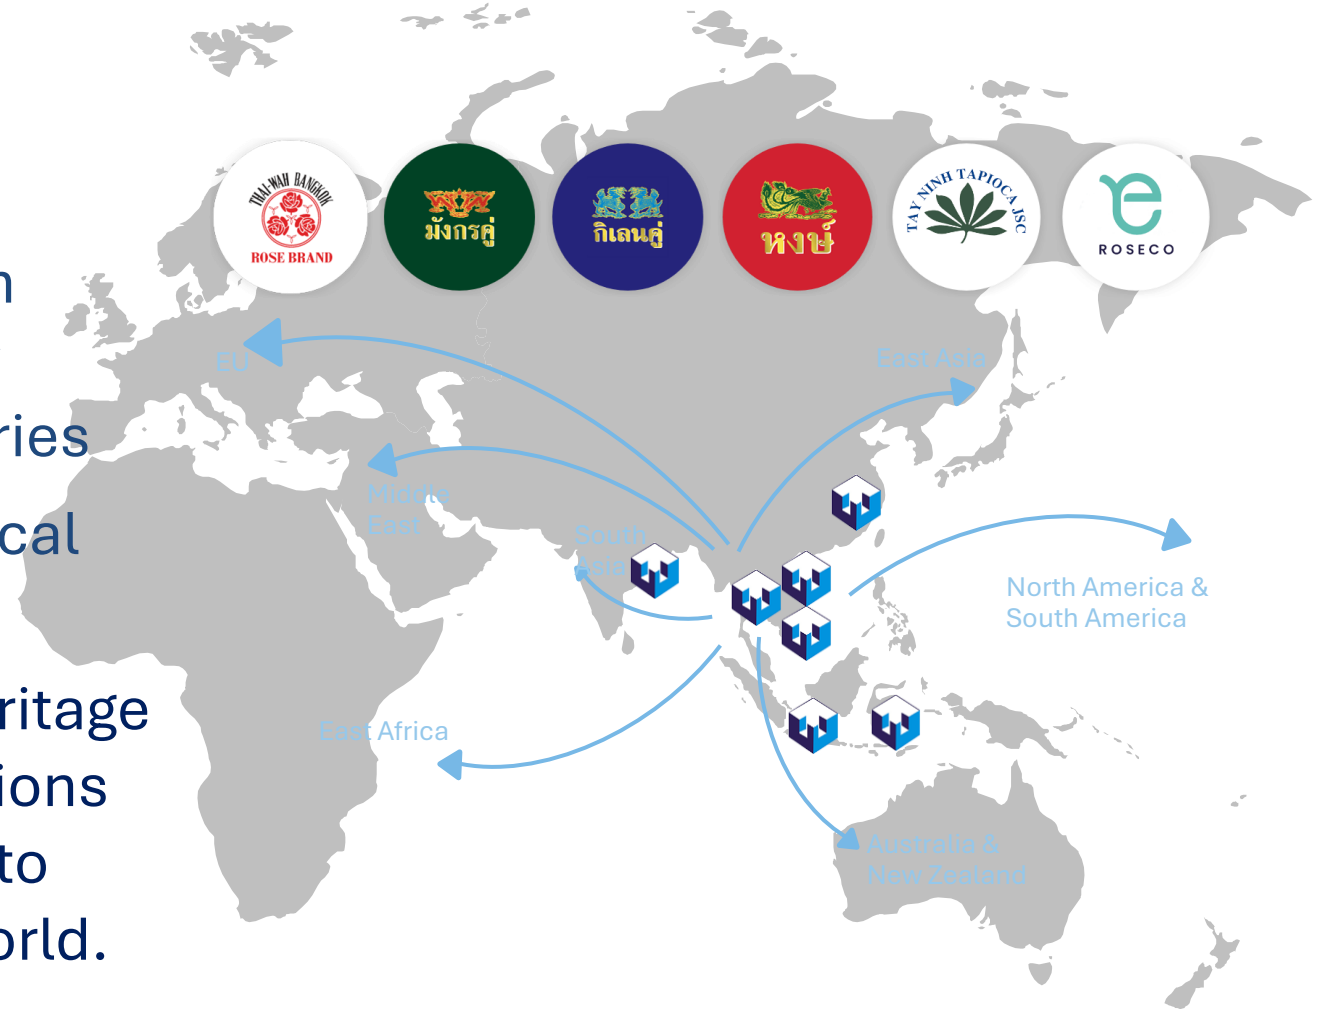 THAI-WAH BANGKOK
ROSE BRAND
มังกรคู่
กิเลนคู่
หงษ์
TAY NINH TAPIOCA JSC
ROSECO
n
ries
cal
ritage
ions
to
orld.
EU
East Asia
Middle
East
South
Asia
North America &
South America
East Africa
Australia &
New Zealand